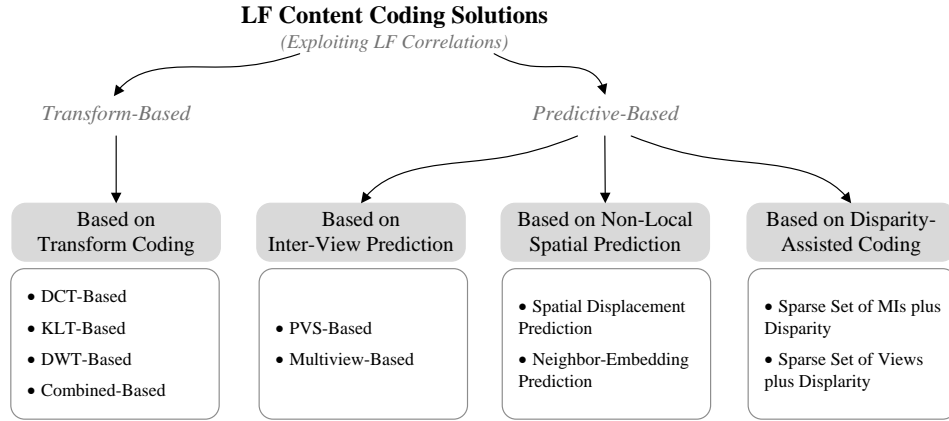 LF Content Coding Solutions
(Exploiting LF Correlations)
Transform-Based
Predictive-Based
Based on
Transform Coding
Based on
Inter-View Prediction
Based on Non-Local
Spatial Prediction
Based on Disparity-
Assisted Coding
• DCT-Based
• KLT-Based
• DWT-Based
• Combined-Based
• PVS-Based
• Multiview-Based
• Spatial Displacement
Prediction
• Neighbor-Embedding
Prediction
• Sparse Set of MIs plus
Disparity
• Sparse Set of Views
plus Displarity